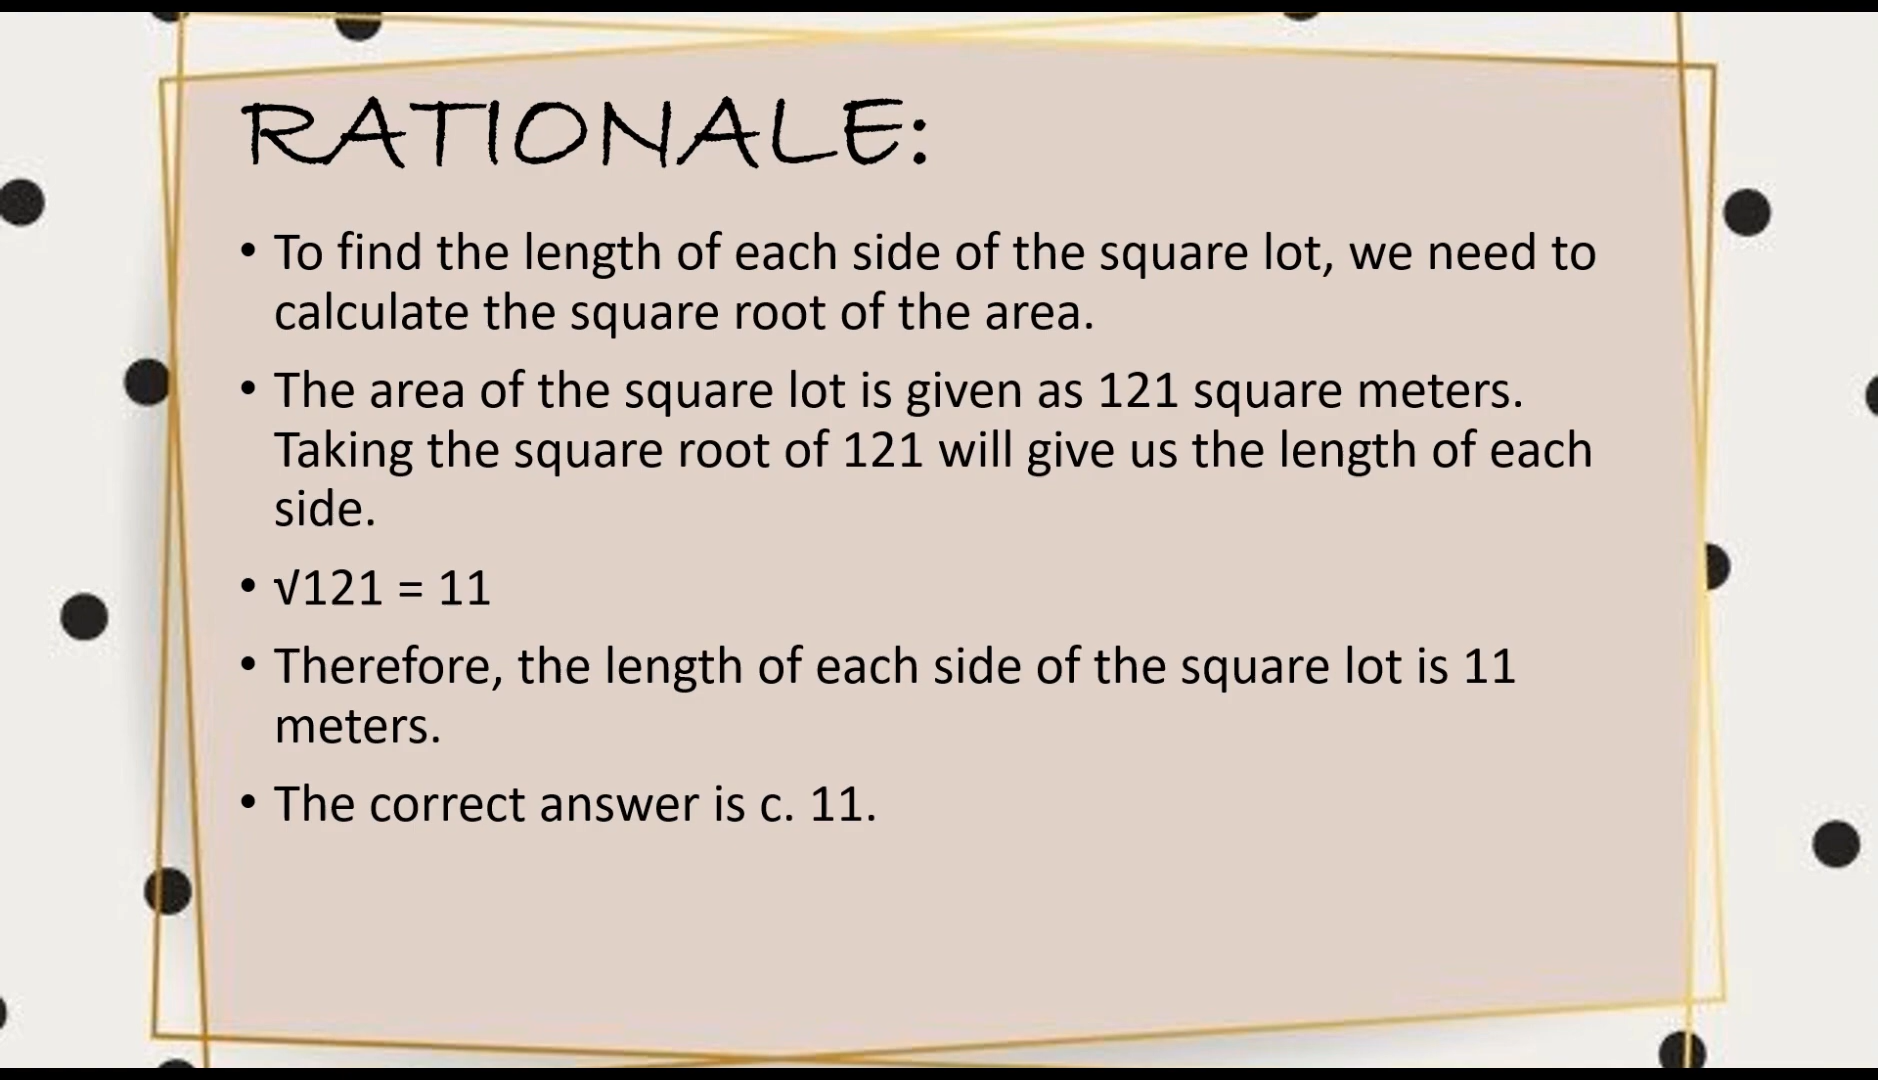 RATIONALE:
• To find the length of each side of the square lot, we need to
calculate the square root of the area.
• The area of the square lot is given as 121 square meters.
Taking the square root of 121 will give us the length of each
side.
• √121 = 11
• Therefore, the length of each side of the square lot is 11
meters.
• The correct answer is c. 11.